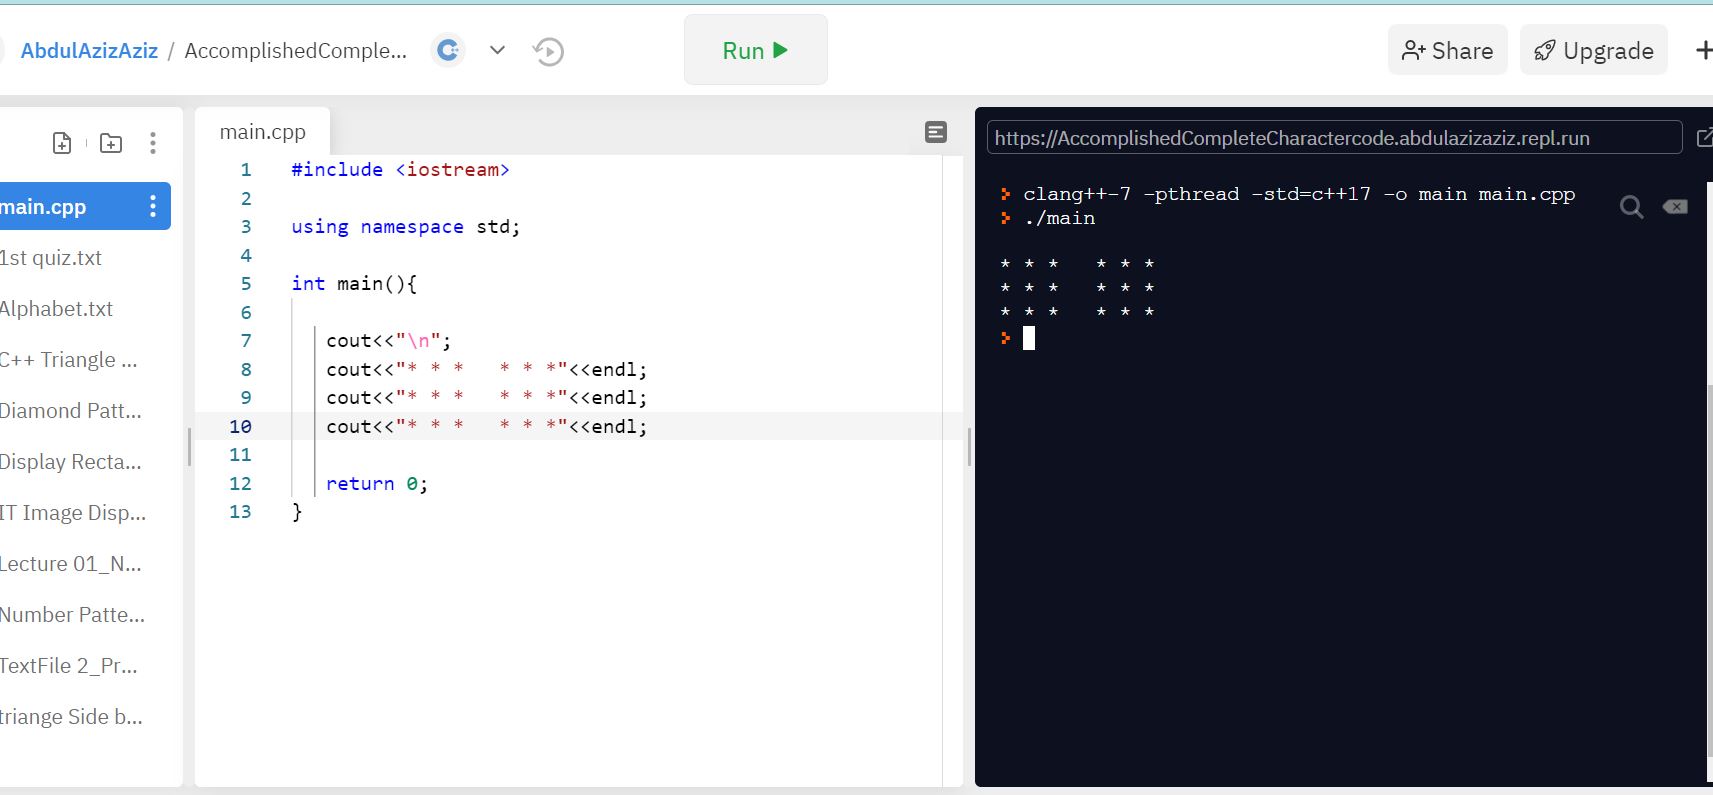 AbdulAzizAziz / AccomplishedComple...
Run
Share
Upgrade
main.cpp
1st quiz.txt
Alphabet.txt
C++ Triangle ...
Diamond Patt...
Display Recta...
IT Image Disp...
Lecture 01_N...
Number Patte...
TextFile 2_Pr...
triange Side b...
main.cpp
1 #include <iostream>
2
3 using namespace std;
4
5 int main(){
6
7 cout<<"\n";
8 cout<<"* * *   * * *"<<endl;
9 cout<<"* * *   * * *"<<endl;
10 cout<<"* * *   * * *"<<endl;
11
12 return 0;
13 }
https://AccomplishedCompleteCharactercode.abdulazizaziz.repl.run
clang++-7 -pthread -std=c++17 -o main main.cpp
./main
* * *   * * *
* * *   * * *
* * *   * * *